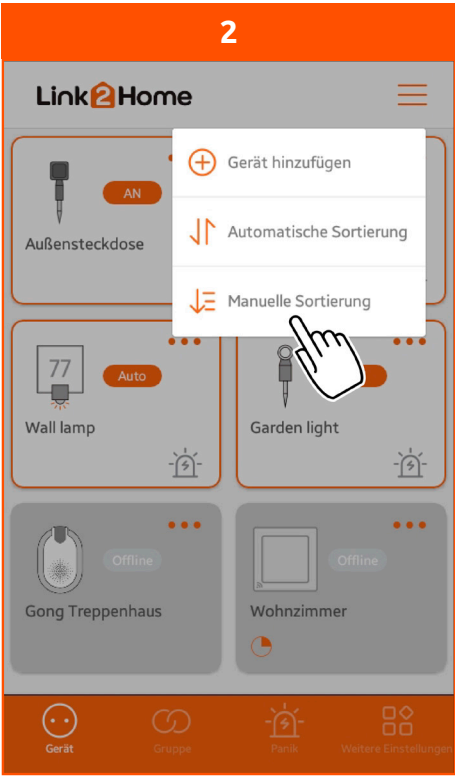 2
Link2Home
Gerät hinzufügen
AN
Automatische Sortierung
Außensteckdose
Manuelle Sortierung
77
Auto
Wall lamp
Garden light
Offline
Offline
Gong Treppenhaus
Wohnzimmer
Gerät
Gruppe
Panik
Weitere Einstellungen